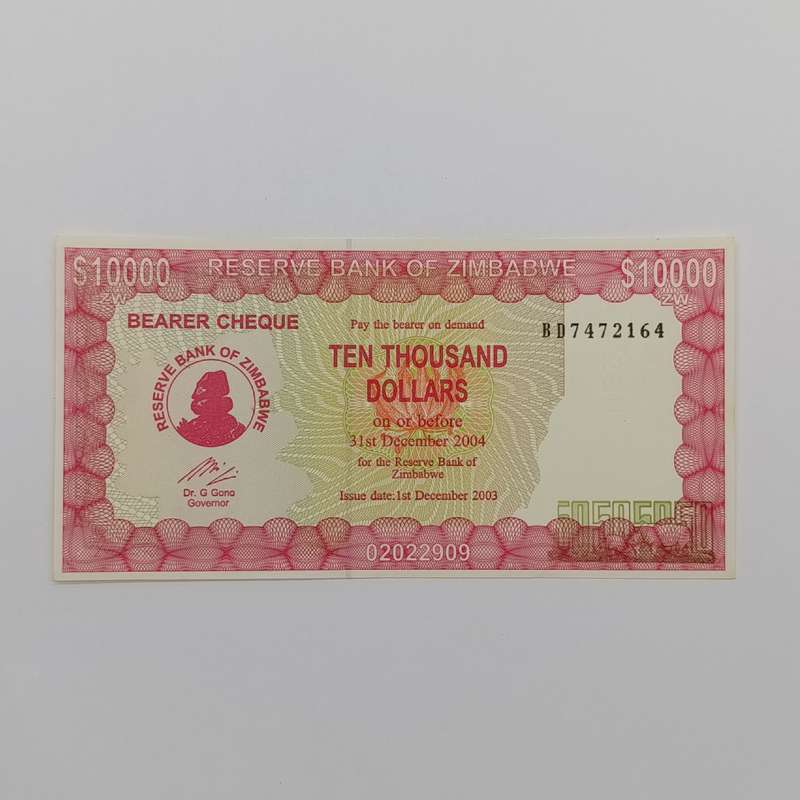 $10000 RESERVE BANK OF ZIMBABWE $10000
ZW ZW
BEARER CHEQUE
Pay the bearer on demand
BD7472164
TEN THOUSAND
DOLLARS
RESERVE BANK OF ZIMBABWE
on or before
31st December 2004
for the Reserve Bank of
Zimbabwe
Dr. G Gono
Governor
Issue date:1st December 2003
02022909